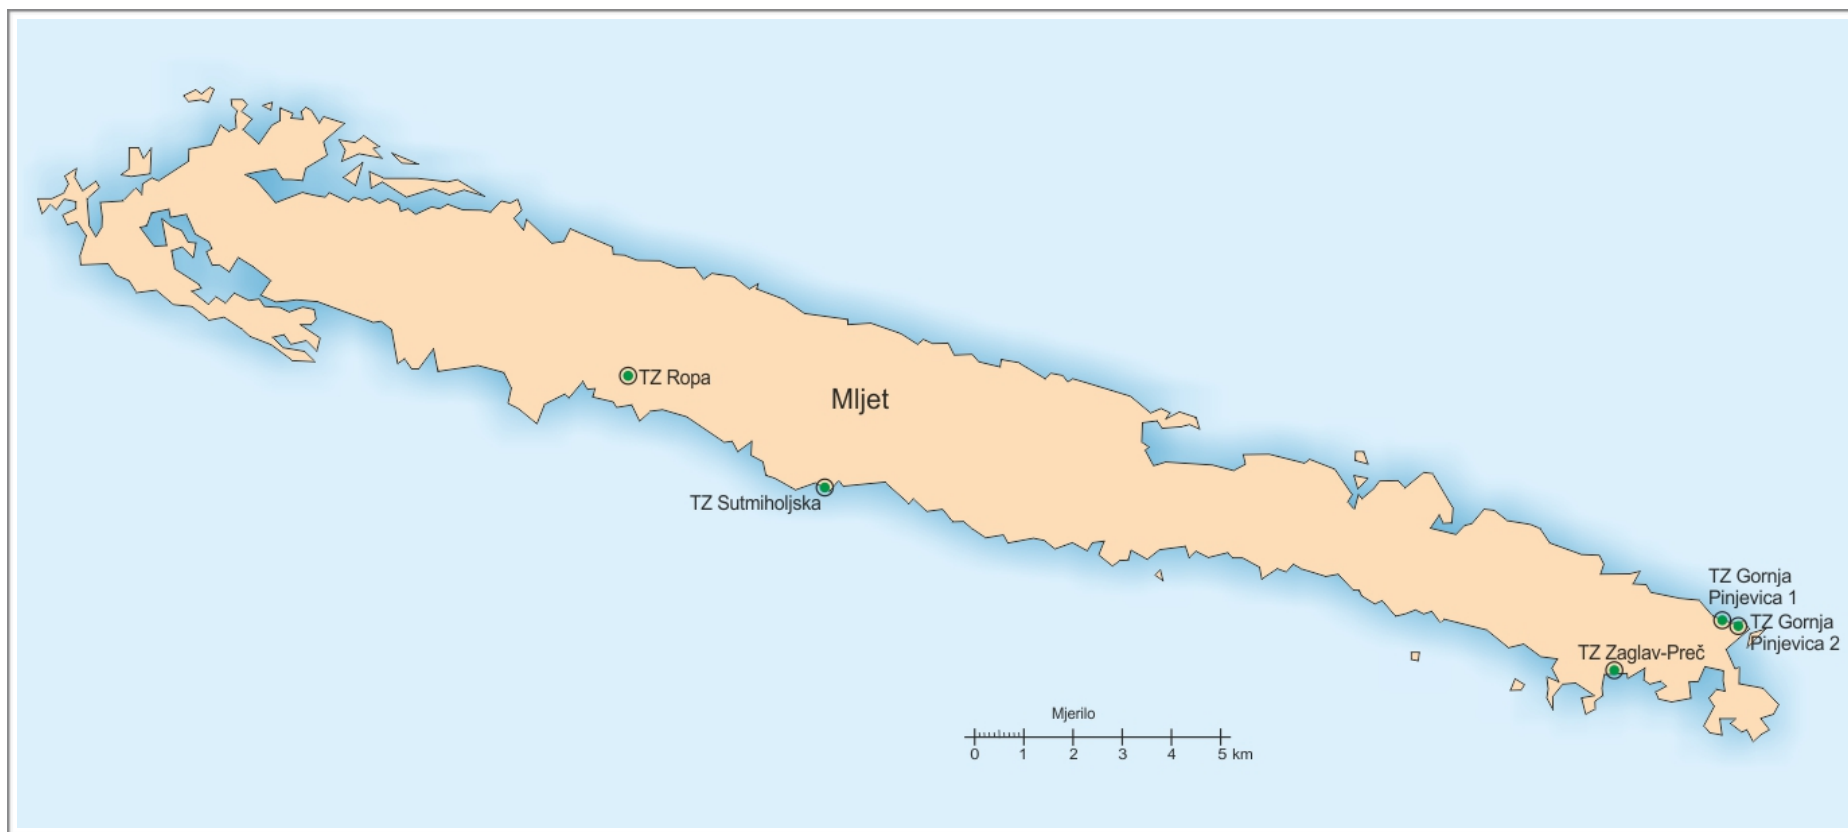 TZ Ropa
Mljet
TZ Sutmiholjska
TZ Gornja
Pinjevica 1
TZ Gornja
Pinjevica 2
TZ Zaglav-Preč
Mjerilo
0 1 2 3 4 5 km